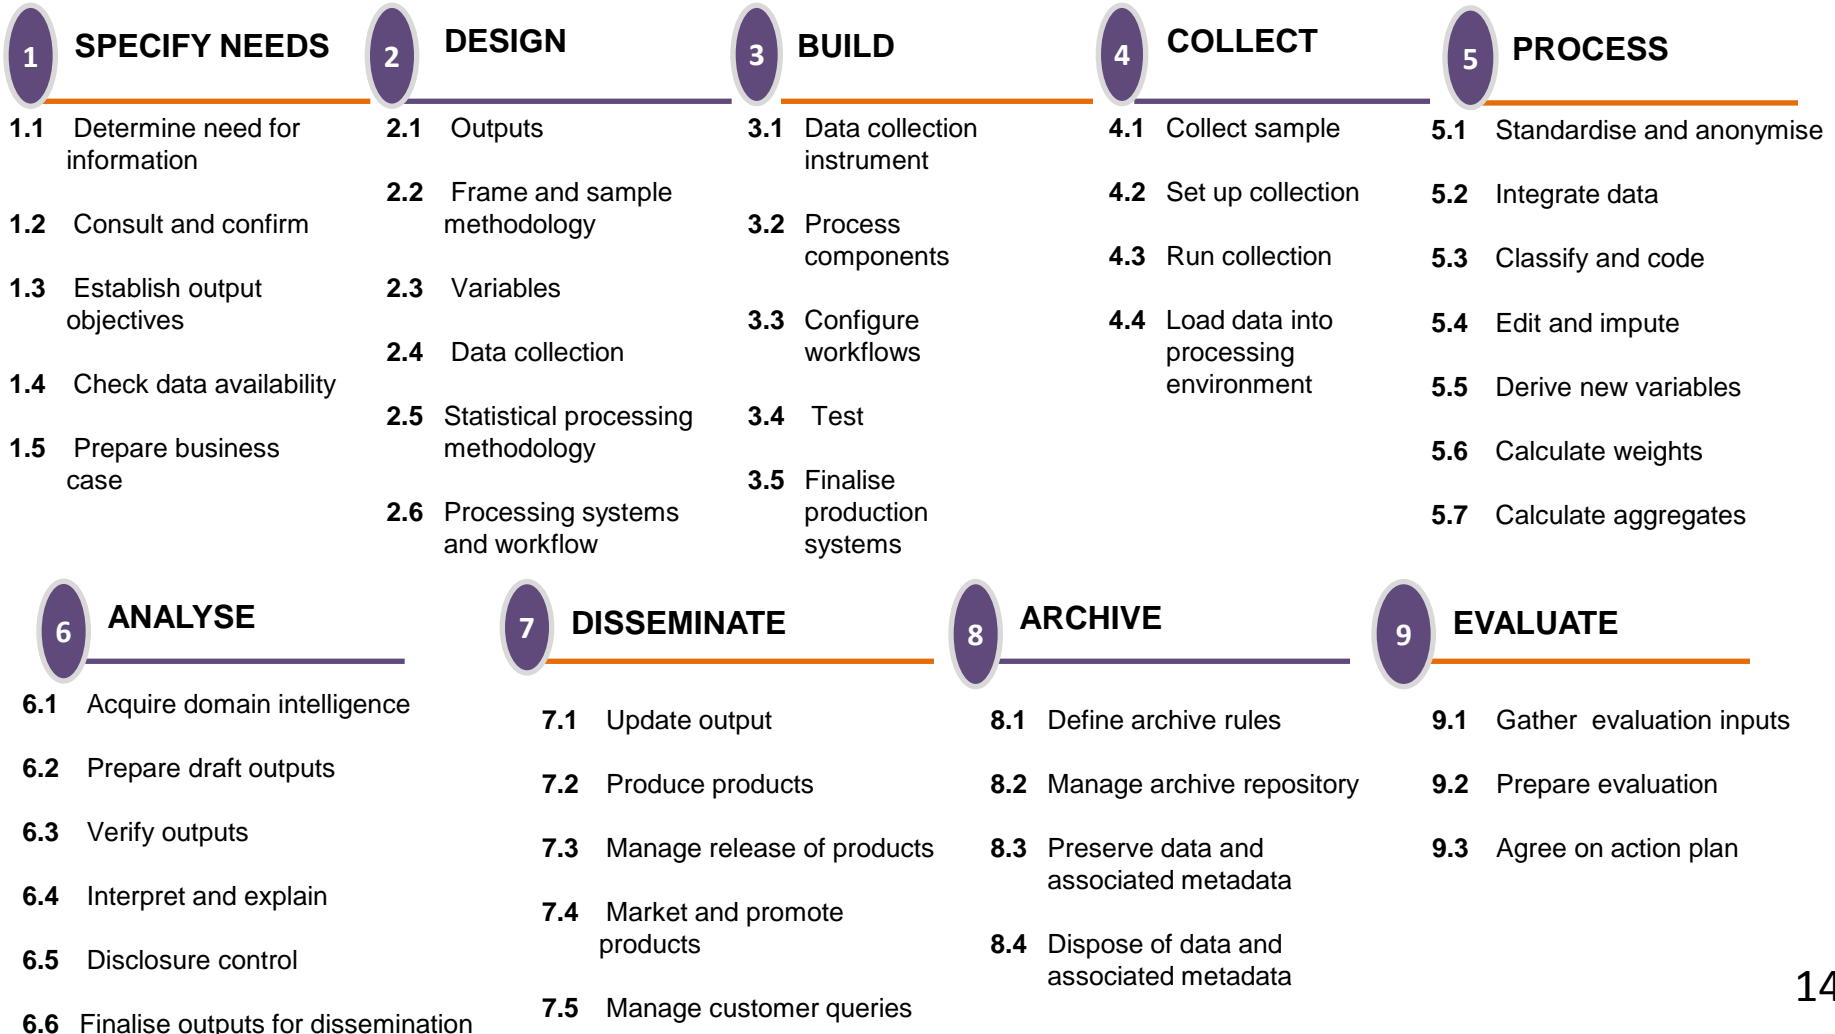 1 SPECIFY NEEDS
1.1 Determine need for
information
1.2 Consult and confirm
1.3 Establish output
objectives
1.4 Check data availability
1.5 Prepare business
case
2 DESIGN
2.1 Outputs
2.2 Frame and sample
methodology
2.3 Variables
2.4 Data collection
2.5 Statistical processing
methodology
2.6 Processing systems
and workflow
3 BUILD
3.1 Data collection
instrument
3.2 Process
components
3.3 Configure
workflows
3.4 Test
3.5 Finalise
production
systems
4 COLLECT
4.1 Collect sample
4.2 Set up collection
4.3 Run collection
4.4 Load data into
processing
environment
5 PROCESS
5.1 Standardise and anonymise
5.2 Integrate data
5.3 Classify and code
5.4 Edit and impute
5.5 Derive new variables
5.6 Calculate weights
5.7 Calculate aggregates
6 ANALYSE
6.1 Acquire domain intelligence
6.2 Prepare draft outputs
6.3 Verify outputs
6.4 Interpret and explain
6.5 Disclosure control
6.6 Finalise outputs for dissemination
7 DISSEMINATE
7.1 Update output
7.2 Produce products
7.3 Manage release of products
7.4 Market and promote
products
7.5 Manage customer queries
8 ARCHIVE
8.1 Define archive rules
8.2 Manage archive repository
8.3 Preserve data and
associated metadata
8.4 Dispose of data and
associated metadata
9 EVALUATE
9.1 Gather evaluation inputs
9.2 Prepare evaluation
9.3 Agree on action plan
14